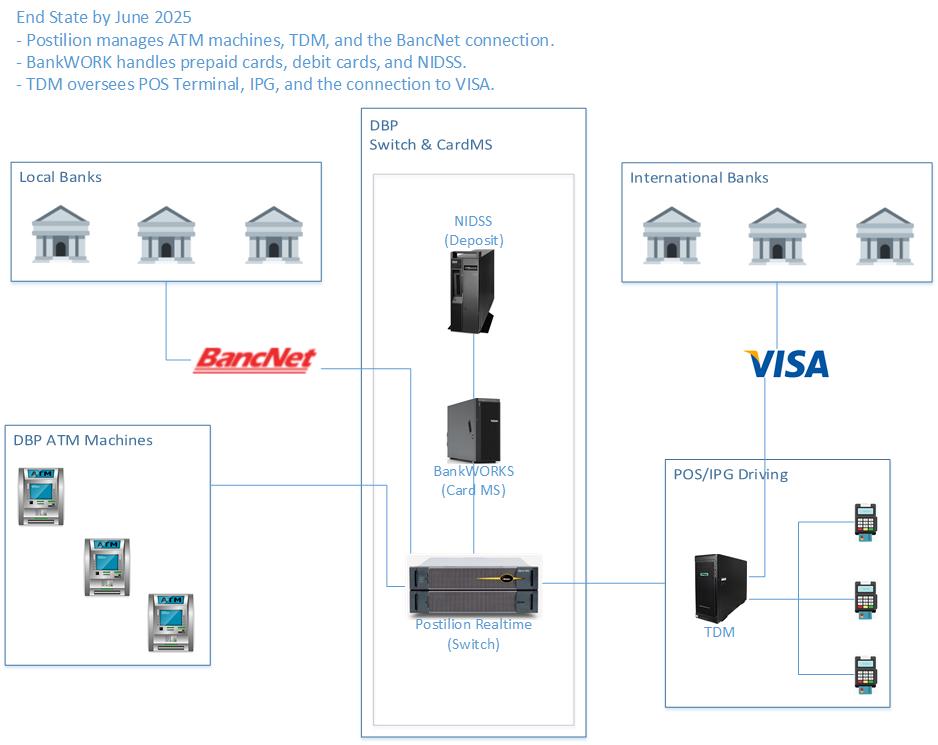 End State by June 2025
- Postilion manages ATM machines, TDM, and the BancNet connection.
- BankWORK handles prepaid cards, debit cards, and NIDSS.
- TDM oversees POS Terminal, IPG, and the connection to VISA.
DBP
Switch & CardMS
Local Banks
International Banks
NIDSS
(Deposit)
BancNet
VISA
DBP ATM Machines
ATM
ATM
ATM
BankWORKS
(Card MS)
POS/IPG Driving
Postilion Realtime
(Switch)
TDM